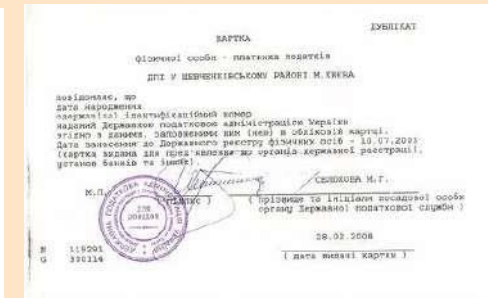 ДУБЛІКАТ
КАРТКА
фізичної особи - платника податків
ДПІ У ШЕВЧЕНКІВСЬКОМУ РАЙОНІ М.КИЄВА
повідомляє, що
дата народження
одержав(ла) ідентифікаційний номер
наданий Державною податковою адміністрацією України
згідно з даними, заповненими ним (нею) в обліковій картці.
Дата занесення до Державного реєстру фізичних осіб - 10.07.2003
(картка видана для пред'явлення до органів державної реєстрації,
установ банків та інших).
М.П. М.Г.
( підпис ) ( прізвище та ініціали посадової особи
органу Державної податкової служби )
28.02.2008
( дата видачі картки )
N 119291
G 330114